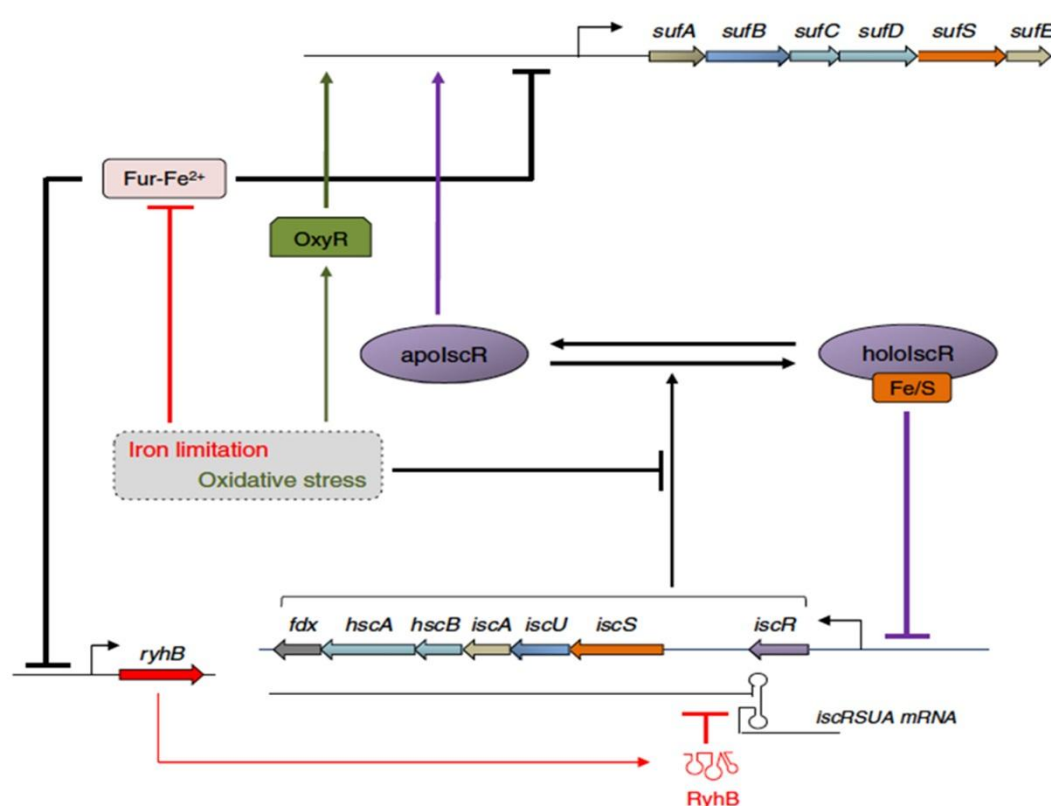 sufA sufB sufC sufD sufS sufE
Fur-Fe²⁺
OxyR
apoIscR
holoIscR
Fe/S
Iron limitation
Oxidative stress
fdx hscA hscB iscA iscU iscS iscR
ryhB
iscRSUA mRNA
RyhB